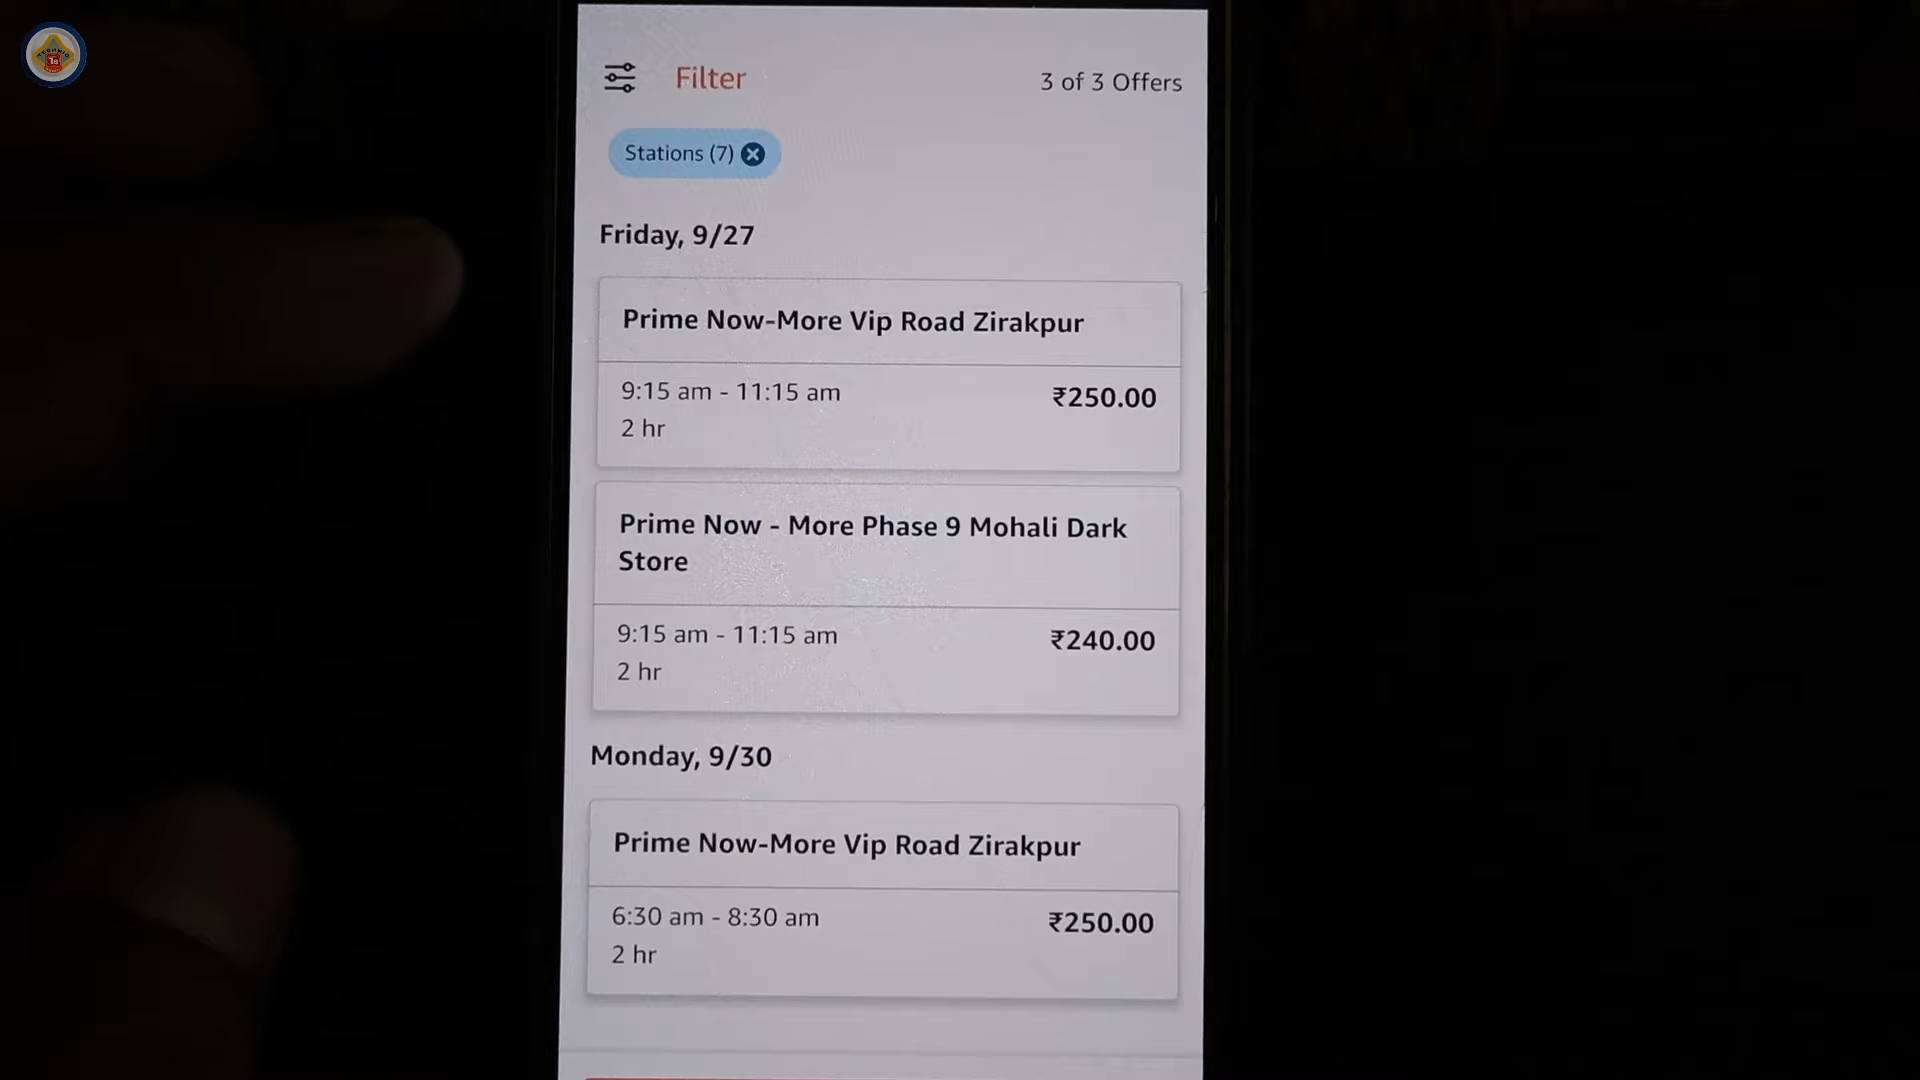 Filter
3 of 3 Offers
Stations (7)
Friday, 9/27
Prime Now-More Vip Road Zirakpur
9:15 am - 11:15 am
₹250.00
2 hr
Prime Now - More Phase 9 Mohali Dark
Store
9:15 am - 11:15 am
₹240.00
2 hr
Monday, 9/30
Prime Now-More Vip Road Zirakpur
6:30 am - 8:30 am
₹250.00
2 hr